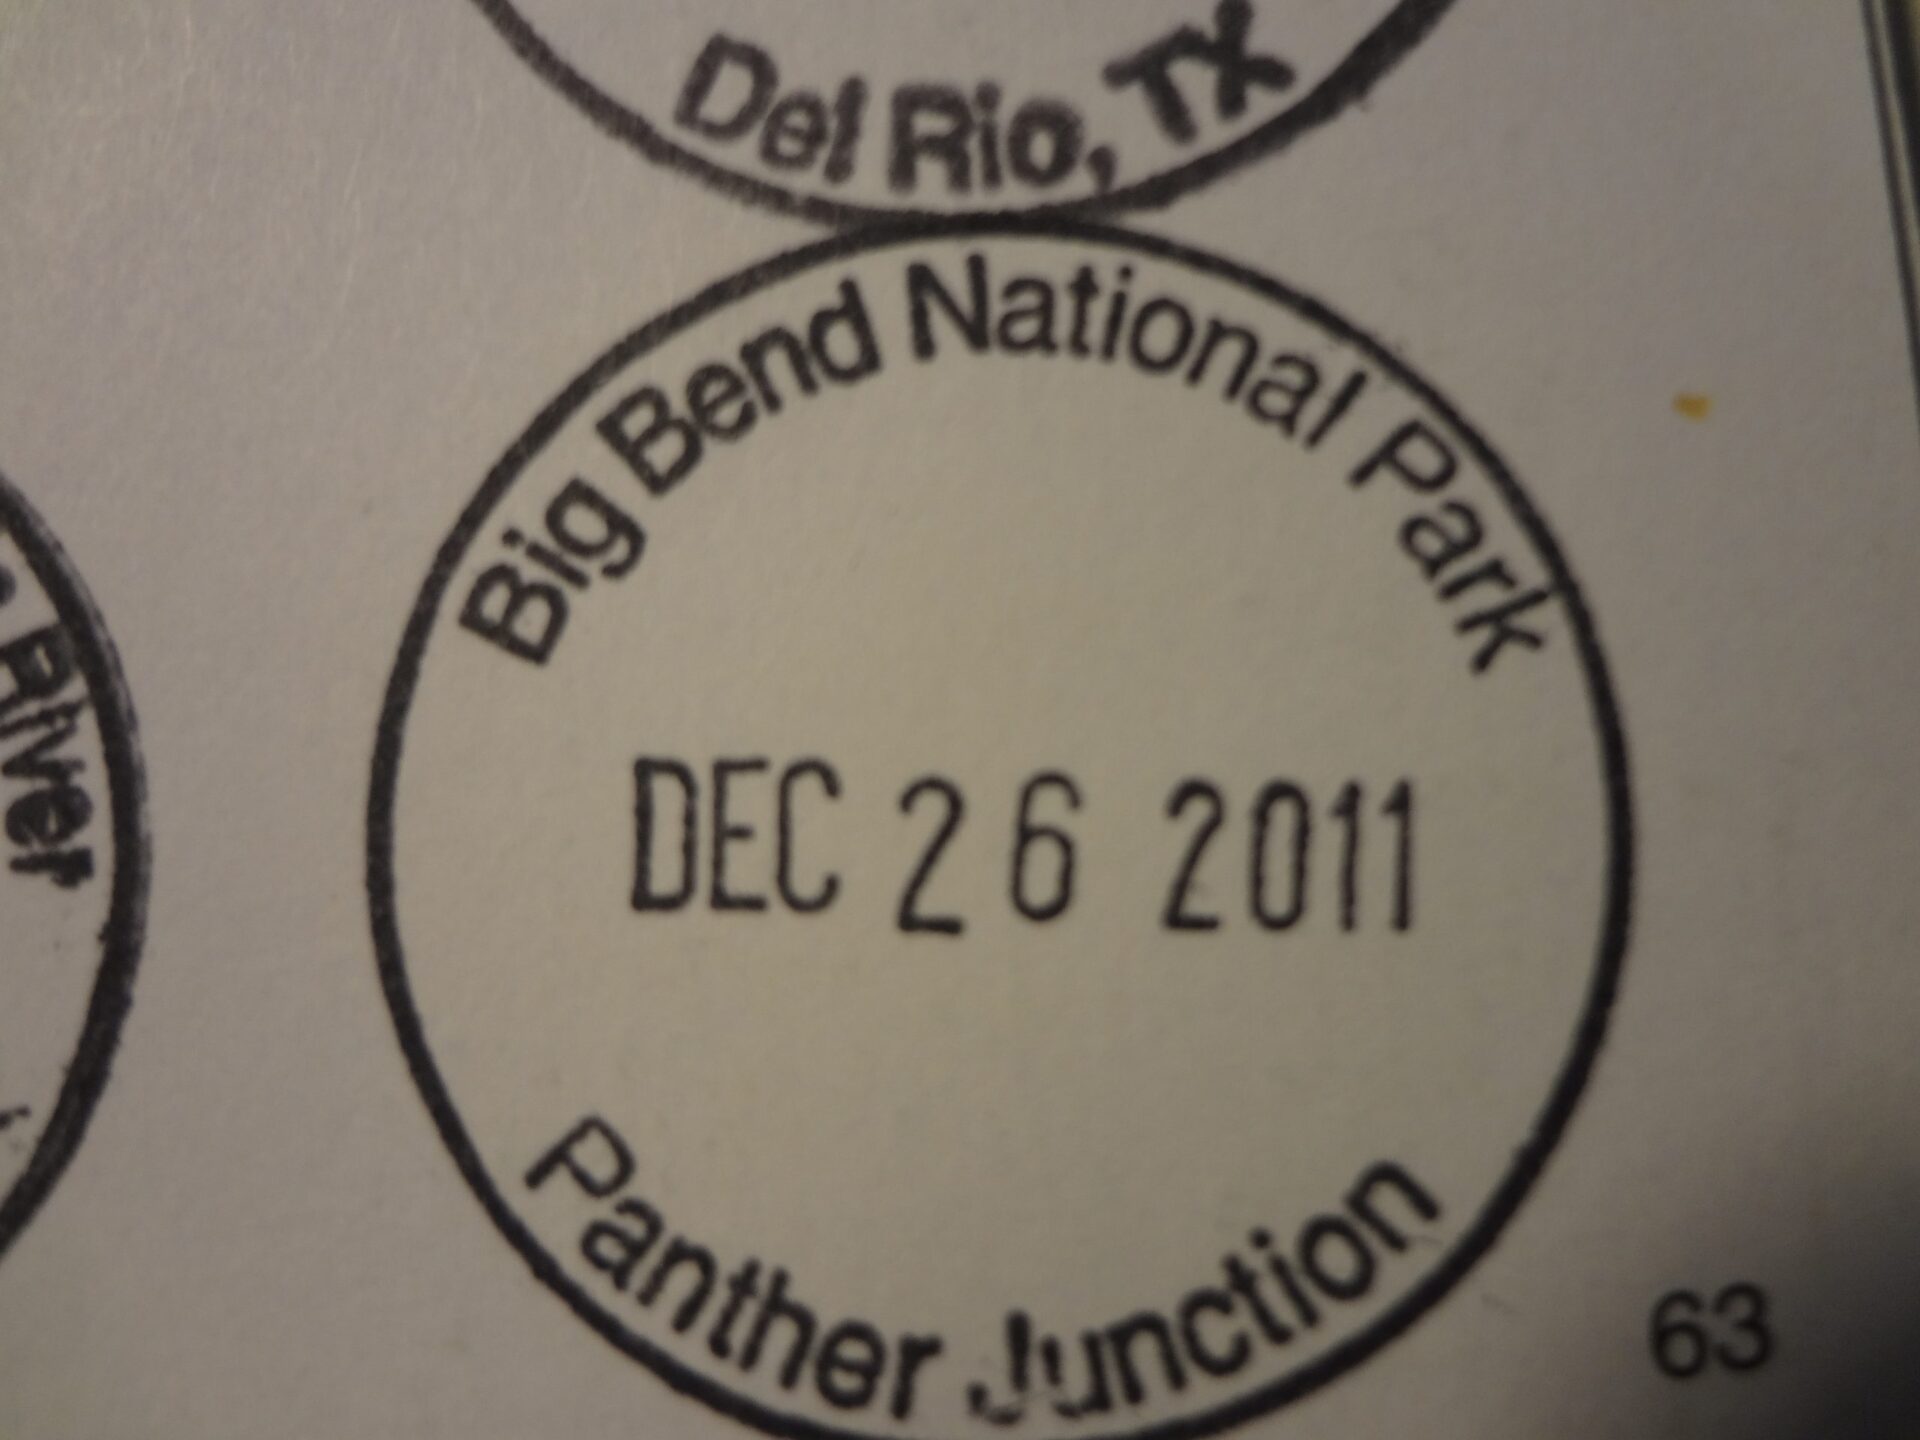 Del Rio, TX
Big Bend National Park
DEC 26 2011
Panther Junction
River
63